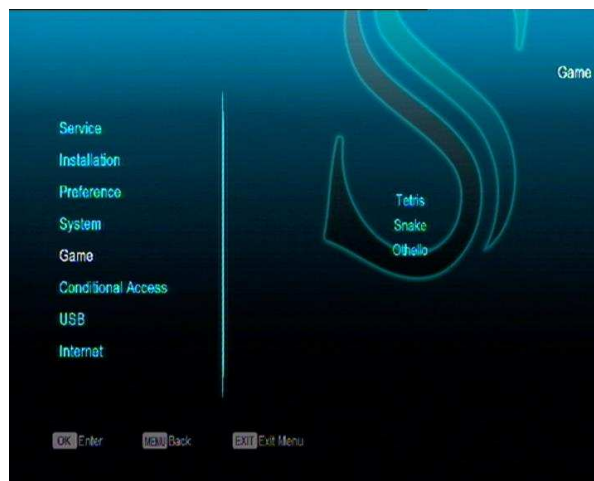 Game
Service
Installation
Preference
System
Game
Conditional Access
USB
Internet
Tetris
Snake
Othello
OK Enter
MENU Back
EXIT Exit Menu